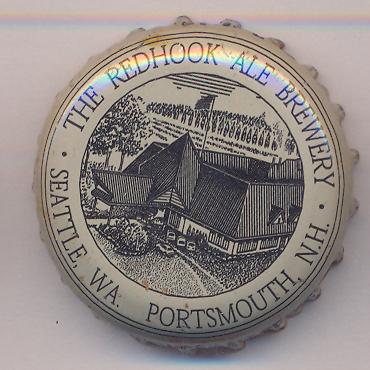 THE REDHOOK ALE BREWERY
· SEATTLE, WA. PORTSMOUTH, N.H. ·